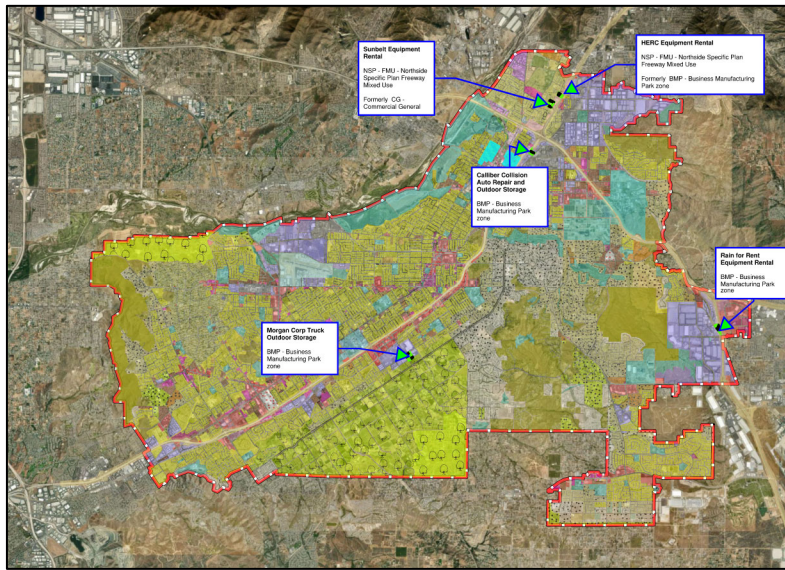 Sunbelt Equipment
Rental
NSP - FMU - Northside
Specific Plan Freeway
Mixed Use
Formerly CG -
Commercial General
HERC Equipment Rental
NSP - FMU - Northside Specific Plan
Freeway Mixed Use
Formerly BMP - Business Manufacturing
Park zone
Calliber Collision
Auto Repair and
Outdoor Storage
BMP - Business
Manufacturing Park
zone
Rain for Rent
Equipment Rental
BMP - Business
Manufacturing Park
zone
Morgan Corp Truck
Outdoor Storage
BMP - Business
Manufacturing Park
zone